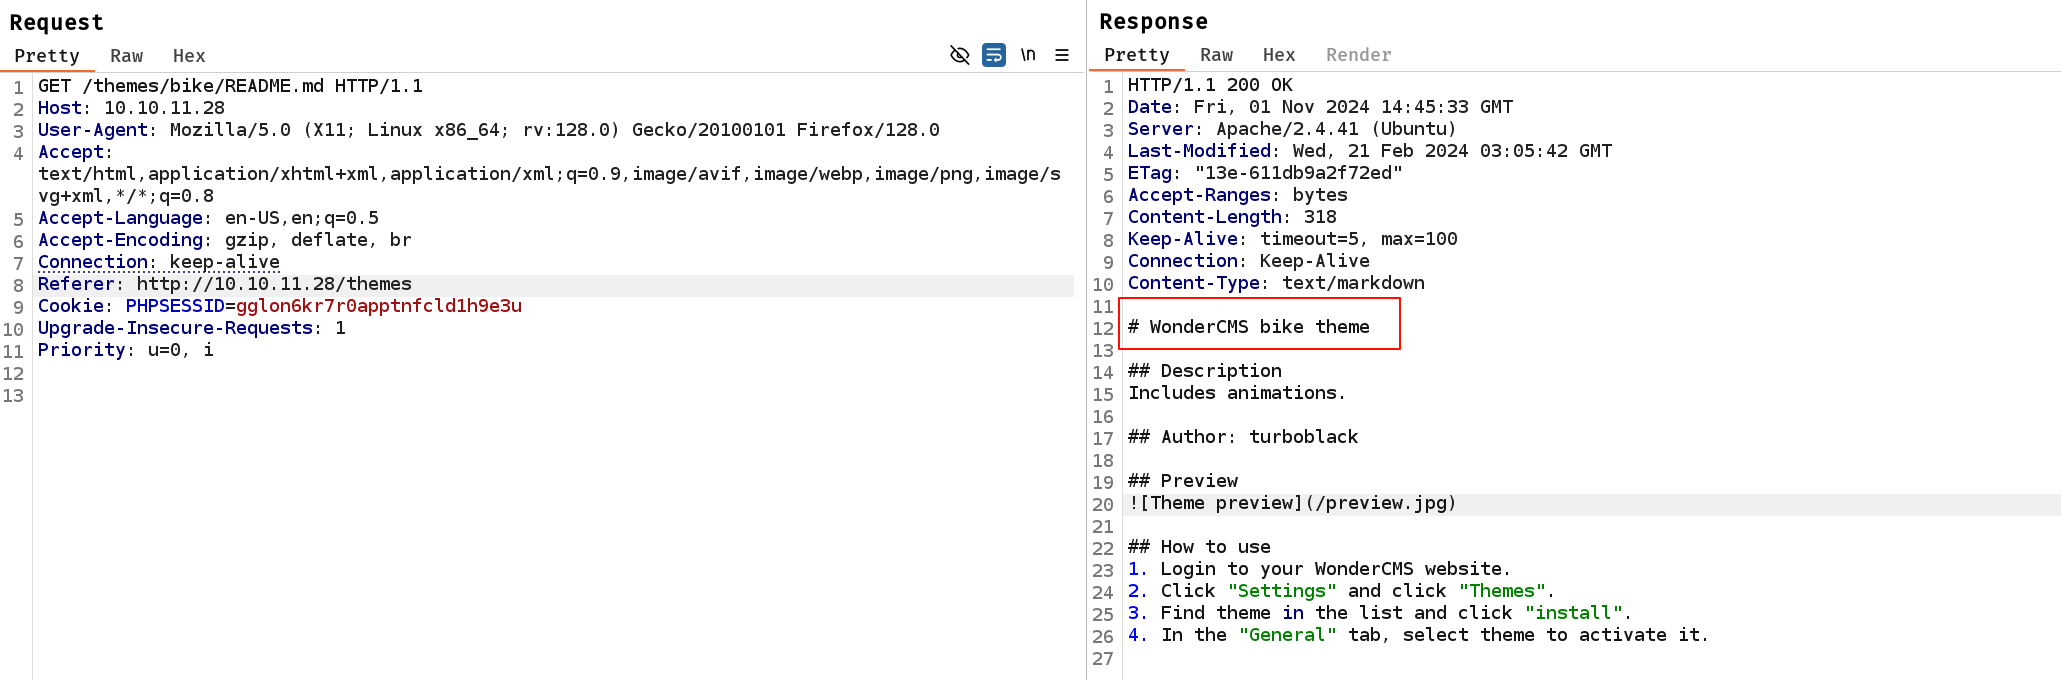 Request
Pretty Raw Hex \n
1 GET /themes/bike/README.md HTTP/1.1
2 Host: 10.10.11.28
3 User-Agent: Mozilla/5.0 (X11; Linux x86_64; rv:128.0) Gecko/20100101 Firefox/128.0
4 Accept:
text/html,application/xhtml+xml,application/xml;q=0.9,image/avif,image/webp,image/png,image/s
vg+xml,*/*;q=0.8
5 Accept-Language: en-US,en;q=0.5
6 Accept-Encoding: gzip, deflate, br
7 Connection: keep-alive
8 Referer: http://10.10.11.28/themes
9 Cookie: PHPSESSID=gglon6kr7r0apptnfcld1h9e3u
10 Upgrade-Insecure-Requests: 1
11 Priority: u=0, i
12
13
Response
Pretty Raw Hex Render
1 HTTP/1.1 200 OK
2 Date: Fri, 01 Nov 2024 14:45:33 GMT
3 Server: Apache/2.4.41 (Ubuntu)
4 Last-Modified: Wed, 21 Feb 2024 03:05:42 GMT
5 ETag: "13e-611db9a2f72ed"
6 Accept-Ranges: bytes
7 Content-Length: 318
8 Keep-Alive: timeout=5, max=100
9 Connection: Keep-Alive
10 Content-Type: text/markdown
11
12 # WonderCMS bike theme
13
14 ## Description
15 Includes animations.
16
17 ## Author: turboblack
18
19 ## Preview
20 ![Theme preview](/preview.jpg)
21
22 ## How to use
23 1. Login to your WonderCMS website.
24 2. Click "Settings" and click "Themes".
25 3. Find theme in the list and click "install".
26 4. In the "General" tab, select theme to activate it.
27